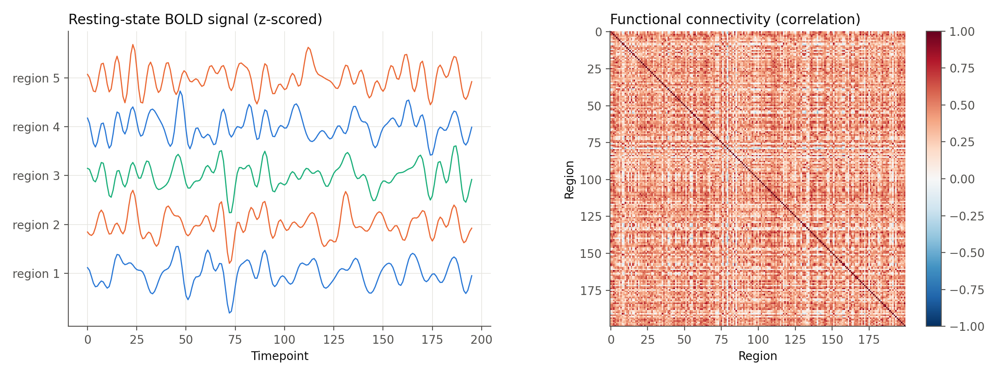 Resting-state BOLD signal (z-scored)
region 5
region 4
region 3
region 2
region 1
0 25 50 75 100 125 150 175 200
Timepoint
Functional connectivity (correlation)
0
25
50
75
100
125
150
175
Region
0 25 50 75 100 125 150 175
Region
1.00
0.75
0.50
0.25
0.00
−0.25
−0.50
−0.75
−1.00